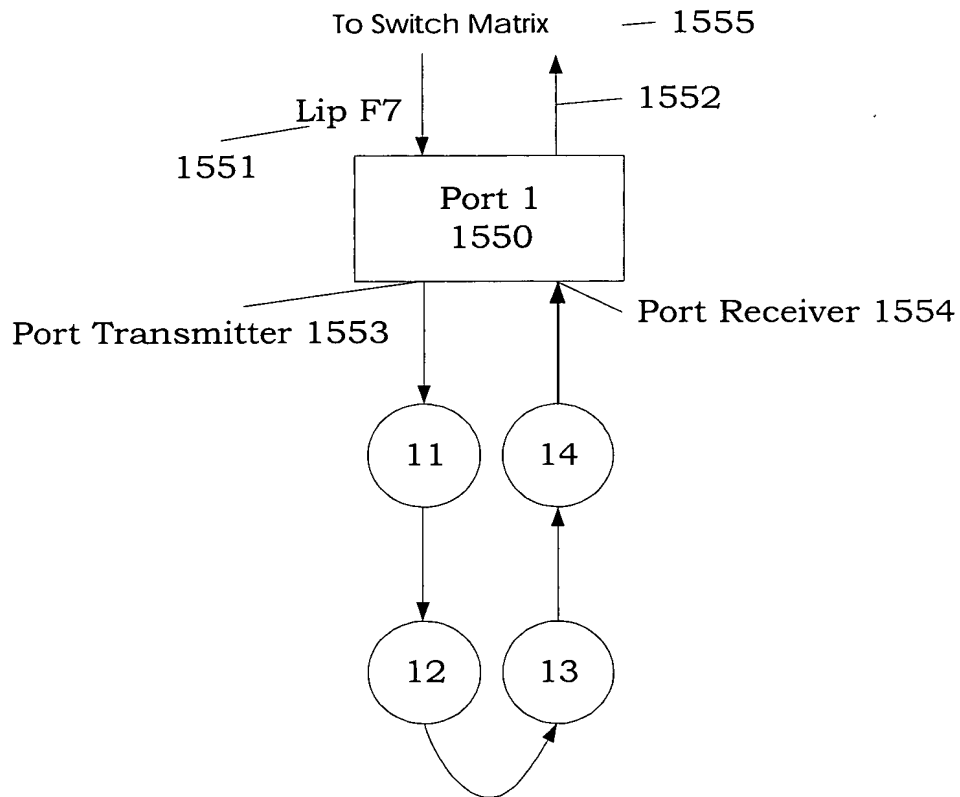 To Switch Matrix 1555
1552
Lip F7
1551
Port 1
1550
Port Transmitter 1553
Port Receiver 1554
11 14
12 13